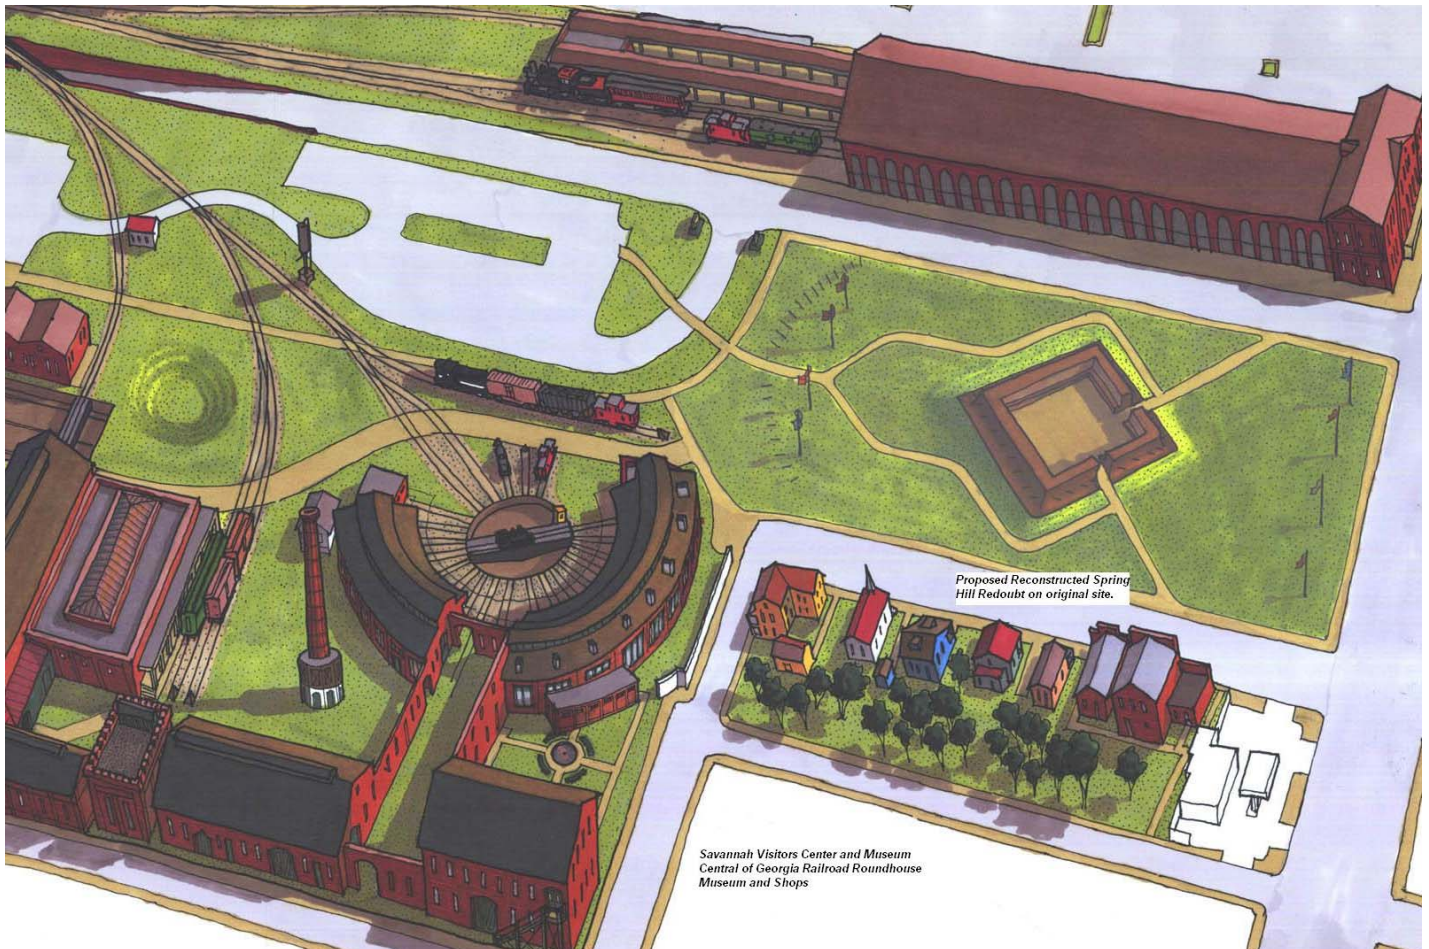 Proposed Reconstructed Spring
Hill Redoubt on original site.
Savannah Visitors Center and Museum
Central of Georgia Railroad Roundhouse
Museum and Shops